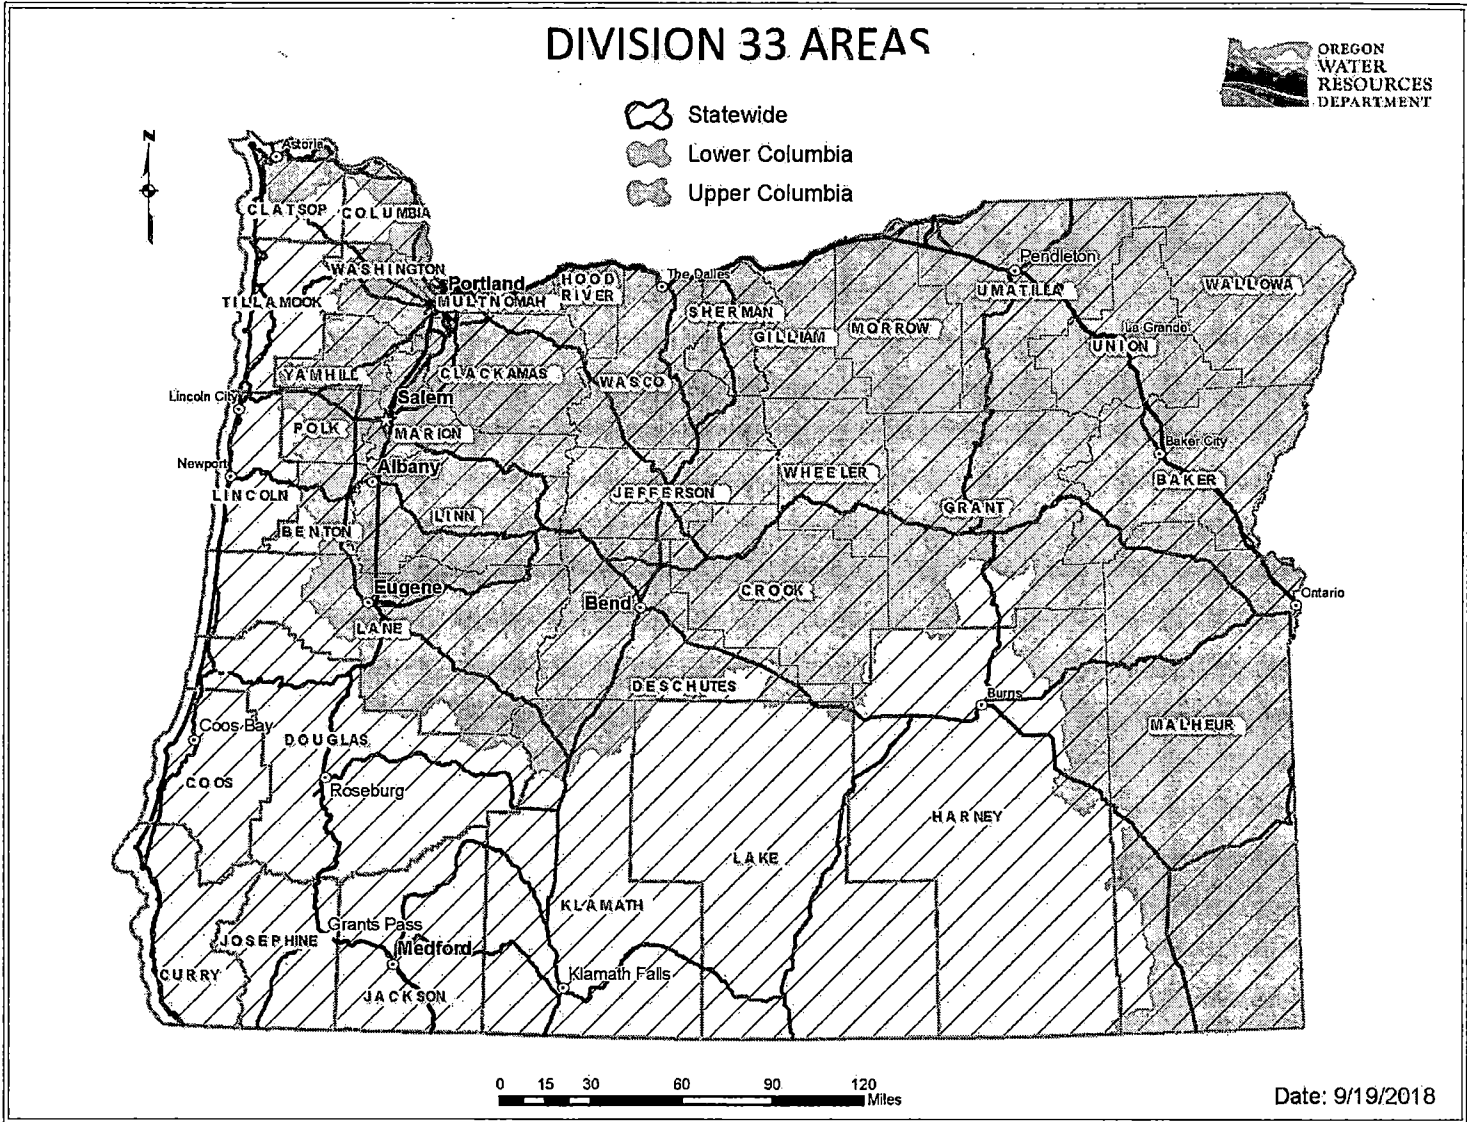 DIVISION 33 AREAS
OREGON
WATER
RESOURCES
DEPARTMENT
Statewide
Lower Columbia
Upper Columbia
N
Astoria
CLATSOP
COLUMBIA
WASHINGTON
Portland
MULTNOMAH
HOOD
RIVER
The Dalles
Pendleton
TILLAMOOK
SHERMAN
UMATILLA
WALLOWA
GILLIAM
MORROW
La Grande
UNION
YAMHILL
CLACKAMAS
WASCO
Lincoln City
Salem
POLK
MARION
Baker City
Newport
Albany
WHEELER
BAKER
LINCOLN
JEFFERSON
GRANT
LINN
BENTON
Eugene
Bend
CROOK
Ontario
LANE
DESCHUTES
Burns
Coos Bay
DOUGLAS
MALHEUR
COOS
Roseburg
HARNEY
LAKE
KLAMATH
Grants Pass
JOSEPHINE
Medford
CURRY
Klamath Falls
JACKSON
0 15 30 60 90 120
Miles
Date: 9/19/2018